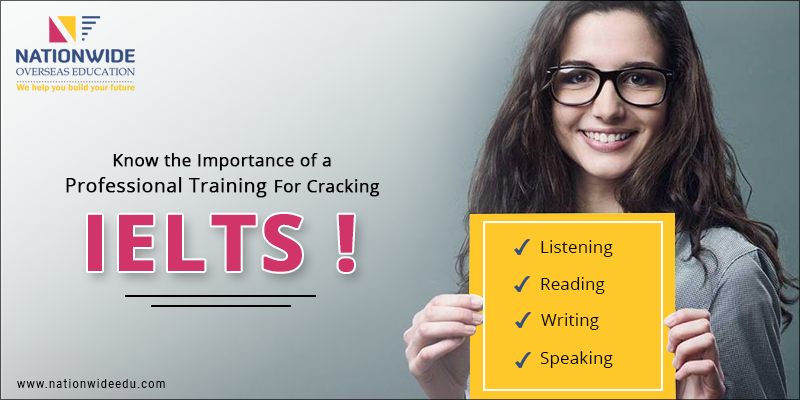 NATIONWIDE
OVERSEAS EDUCATION
We help you build your future
Know the Importance of a
Professional Training For Cracking
IELTS !
✓ Listening
✓ Reading
✓ Writing
✓ Speaking
www.nationwideedu.com